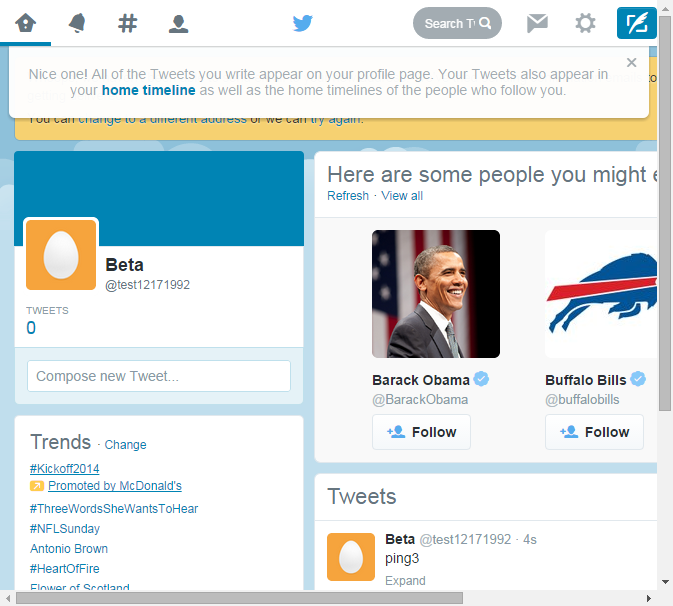 Search Tw
Nice one! All of the Tweets you write appear on your profile page. Your Tweets also appear in
your home timeline as well as the home timelines of the people who follow you.
to
You can change to a different address or we can try again.
Beta
@test12171992
TWEETS
0
Compose new Tweet...
Trends · Change
#Kickoff2014
Promoted by McDonald's
#ThreeWordsSheWantsToHear
#NFLSunday
Antonio Brown
#HeartOfFire
Flower of Scotland
Here are some people you might e
Refresh · View all
Barack Obama
@BarackObama
Follow
Buffalo Bills
@buffalobills
Follow
Tweets
Beta @test12171992 · 4s
ping3
Expand